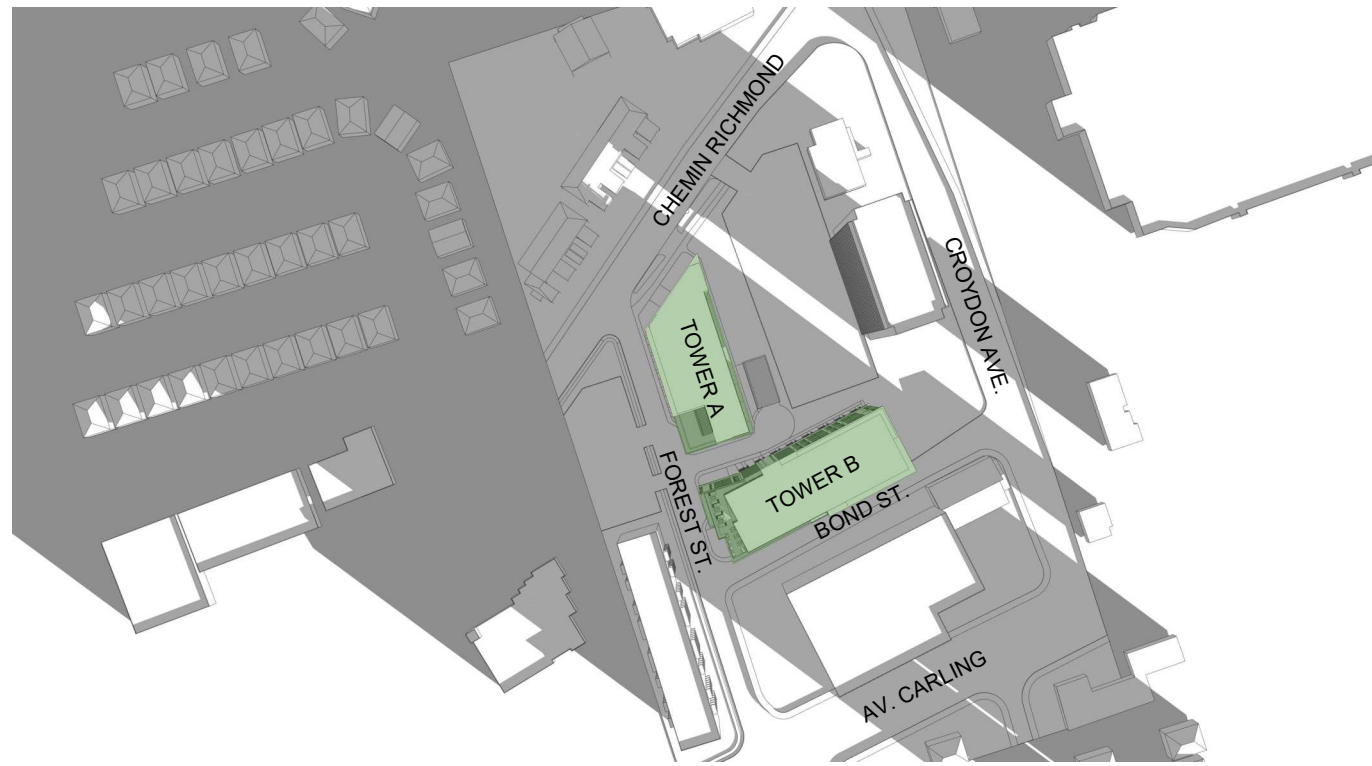 CHEMIN RICHMOND
CROYDON AVE.
TOWER A
TOWER B
FOREST ST.
BOND ST.
AV. CARLING